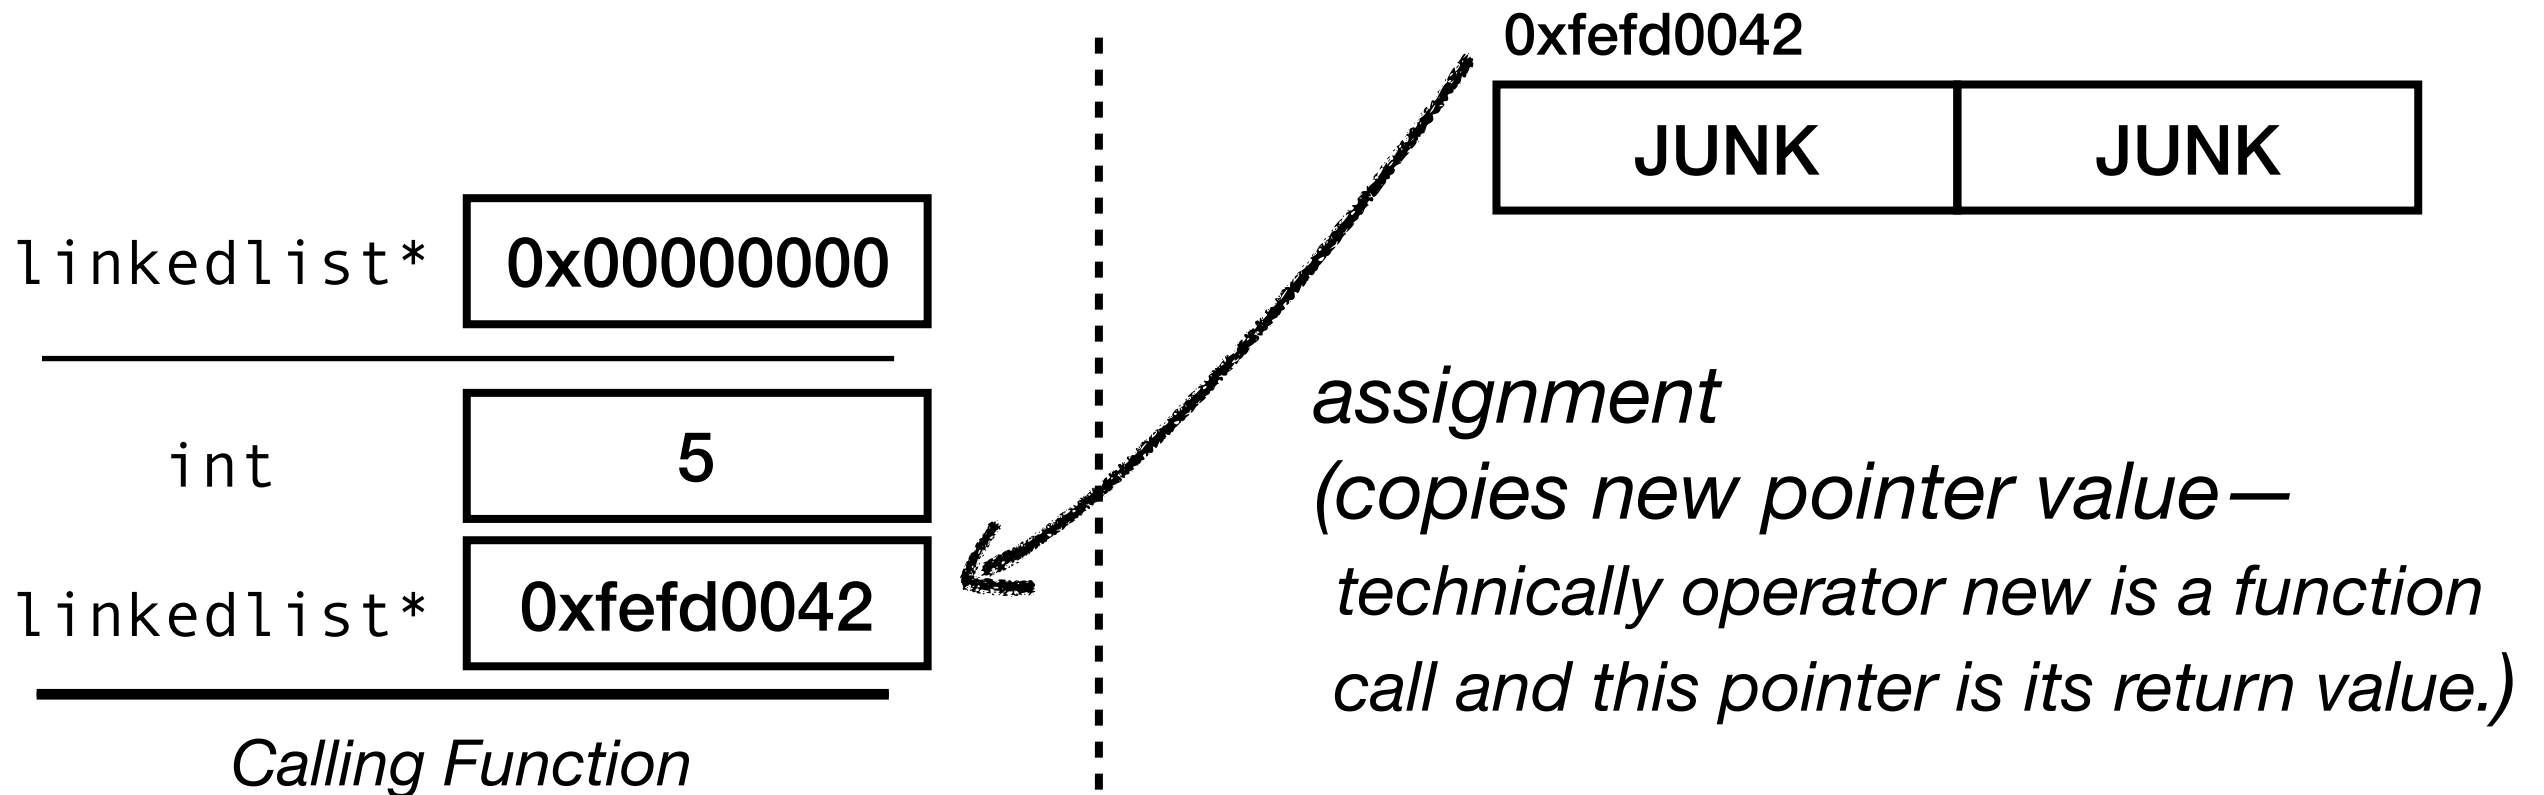 0xfefd0042
JUNK JUNK
linkedlist* 0x00000000
int 5
linkedlist* 0xfefd0042
Calling Function
assignment
(copies new pointer value—
technically operator new is a function
call and this pointer is its return value.)